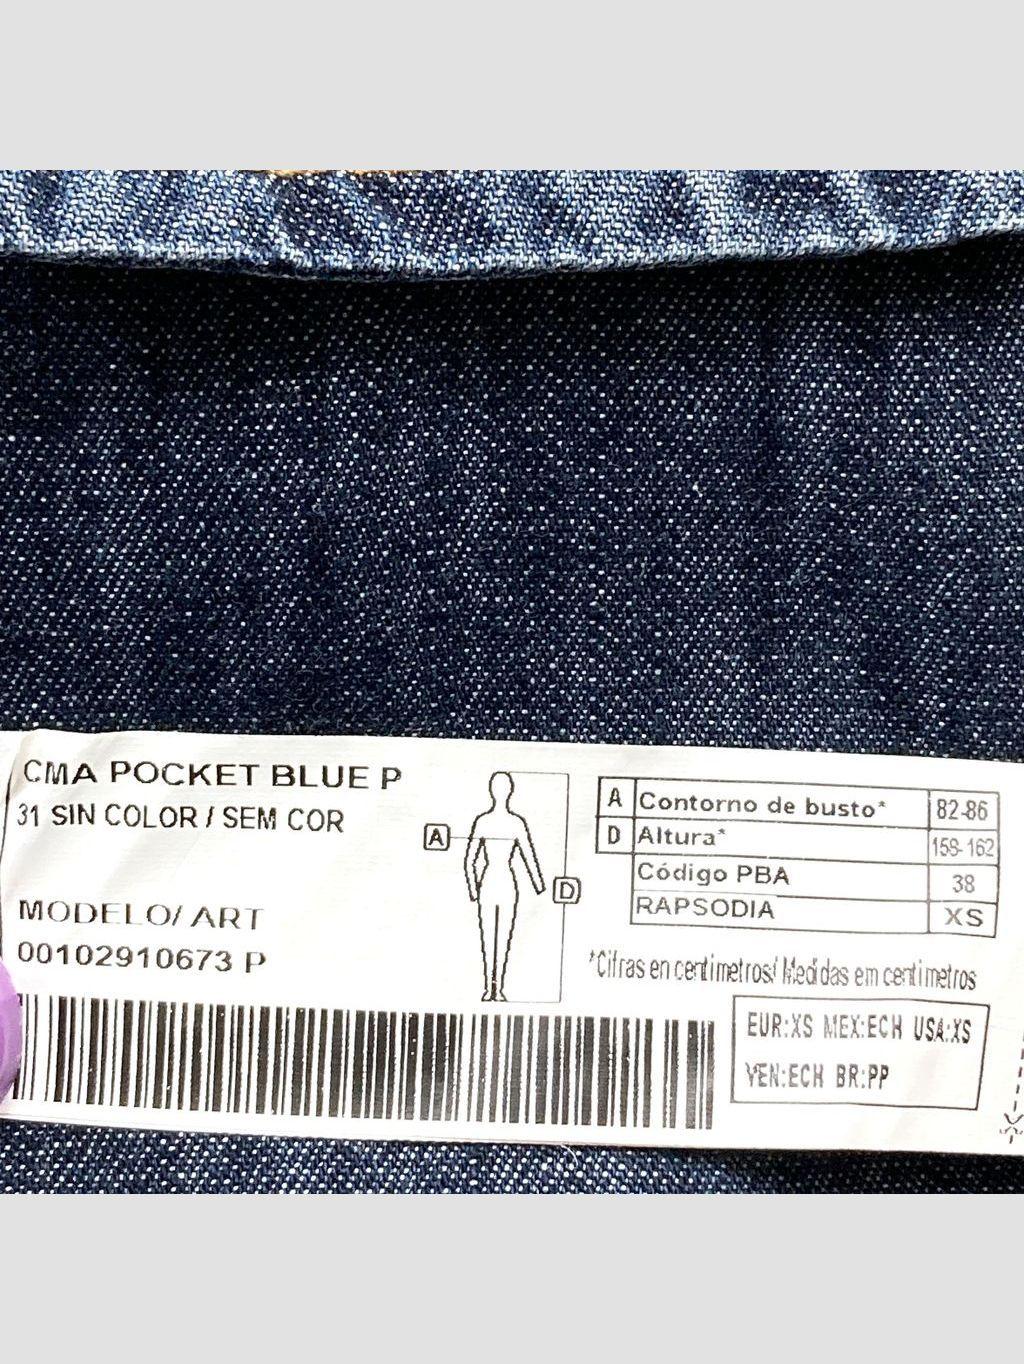 CMA POCKET BLUE P
31 SIN COLOR / SEM COR
MODELO/ ART
00102910673 P
A
D
A Contorno de busto* 82-86
D Altura* 158-162
Código PBA 38
RAPSODIA XS
*Cifras en centimetros/ Medidas em centimetros
EUR:XS MEX:ECH USA:XS
VEN:ECH BR:PP